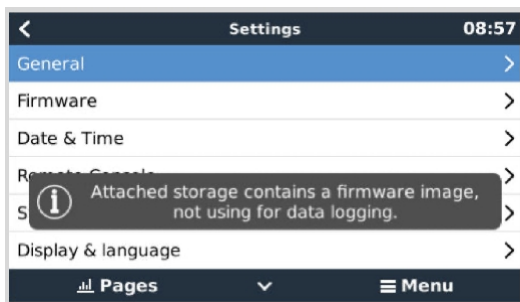 Settings
08:57
General
Firmware
Date & Time
Attached storage contains a firmware image,
not using for data logging.
Display & language
Pages
Menu